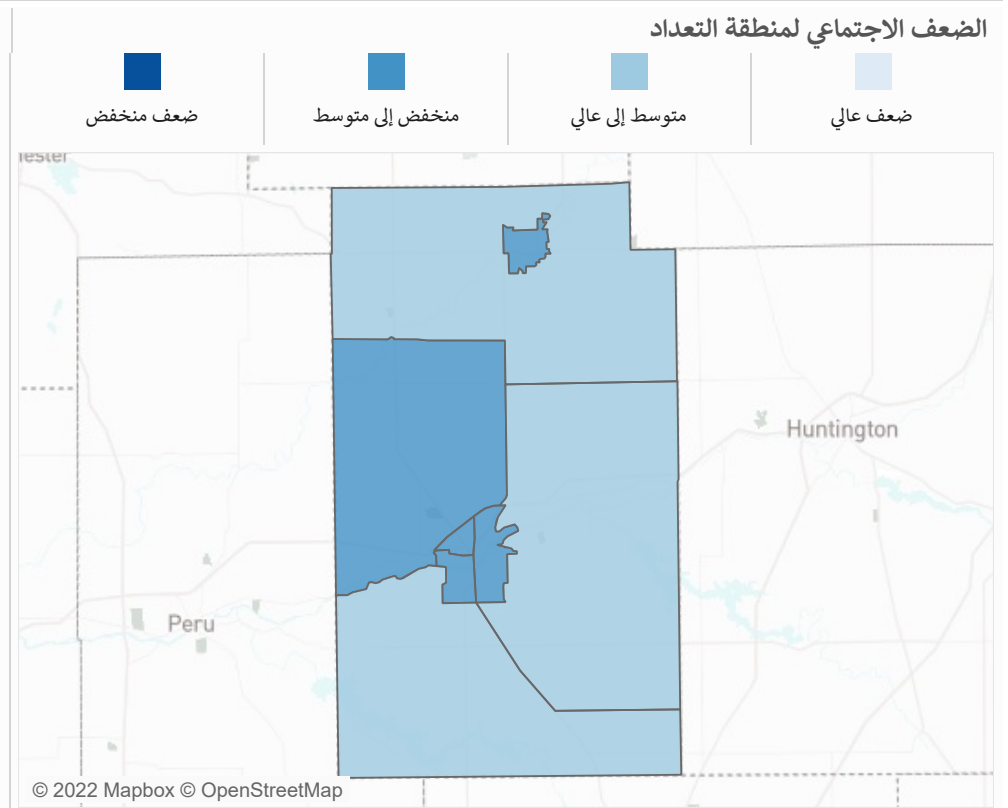 الضعف الاجتماعي لمنطقة التعداد
ضعف عالي
متوسط إلى عالي
منخفض إلى متوسط
ضعف منخفض
Huntington
Peru
© 2022 Mapbox © OpenStreetMap